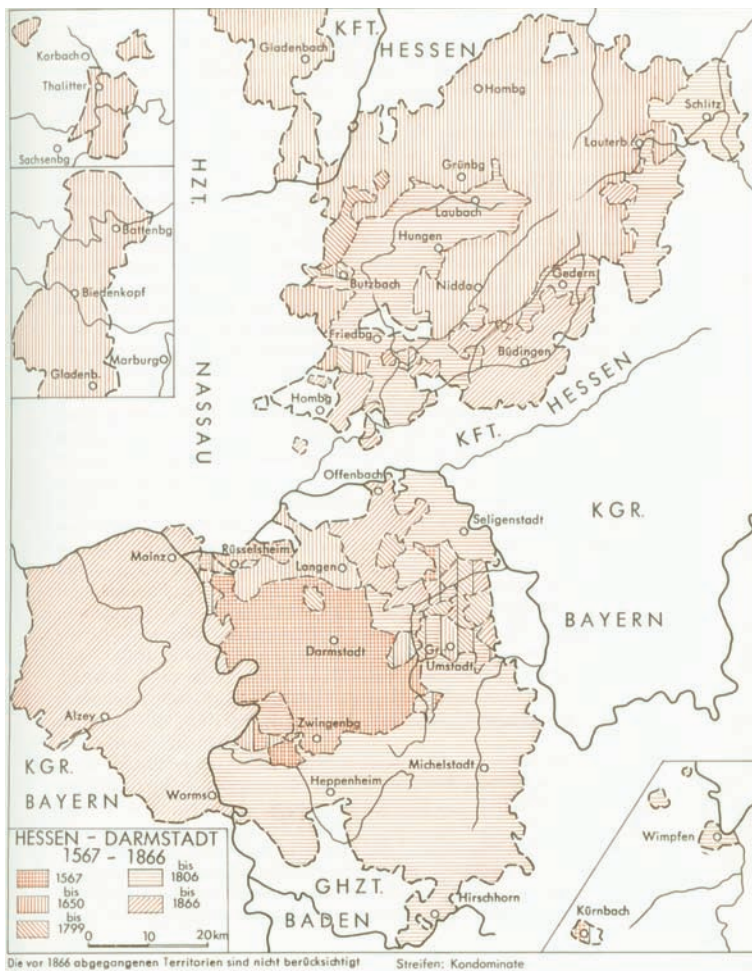 KFT.
HESSEN
Gladenbach
Korbach
Thalitter
Sachsenbg
Hombg
Schlitz
Lauterb.
Grünbg
Laubach
HZT.
Battenbg
Hungen
Biedenkopf
Butzbach
Nidda
Gedern
Friedbg
Büdingen
Marburg
Gladenb.
NASSAU
Hombg
KFT. HESSEN
Offenbach
Seligenstadt
KGR.
Mainz
Rüsselsheim
Langen
BAYERN
Darmstadt
Gr.
Umstadt
Alzey
Zwingenbg
KGR.
BAYERN
Michelstadt
Heppenheim
Worms
Wimpfen
HESSEN – DARMSTADT
1567 – 1866
1567
bis
1650
bis
1799
bis
1806
bis
1866
0 10 20km
GHZT.
BADEN
Hirschhorn
Kürnbach
Die vor 1866 abgegangenen Territorien sind nicht berücksichtigt
Streifen: Kondominate